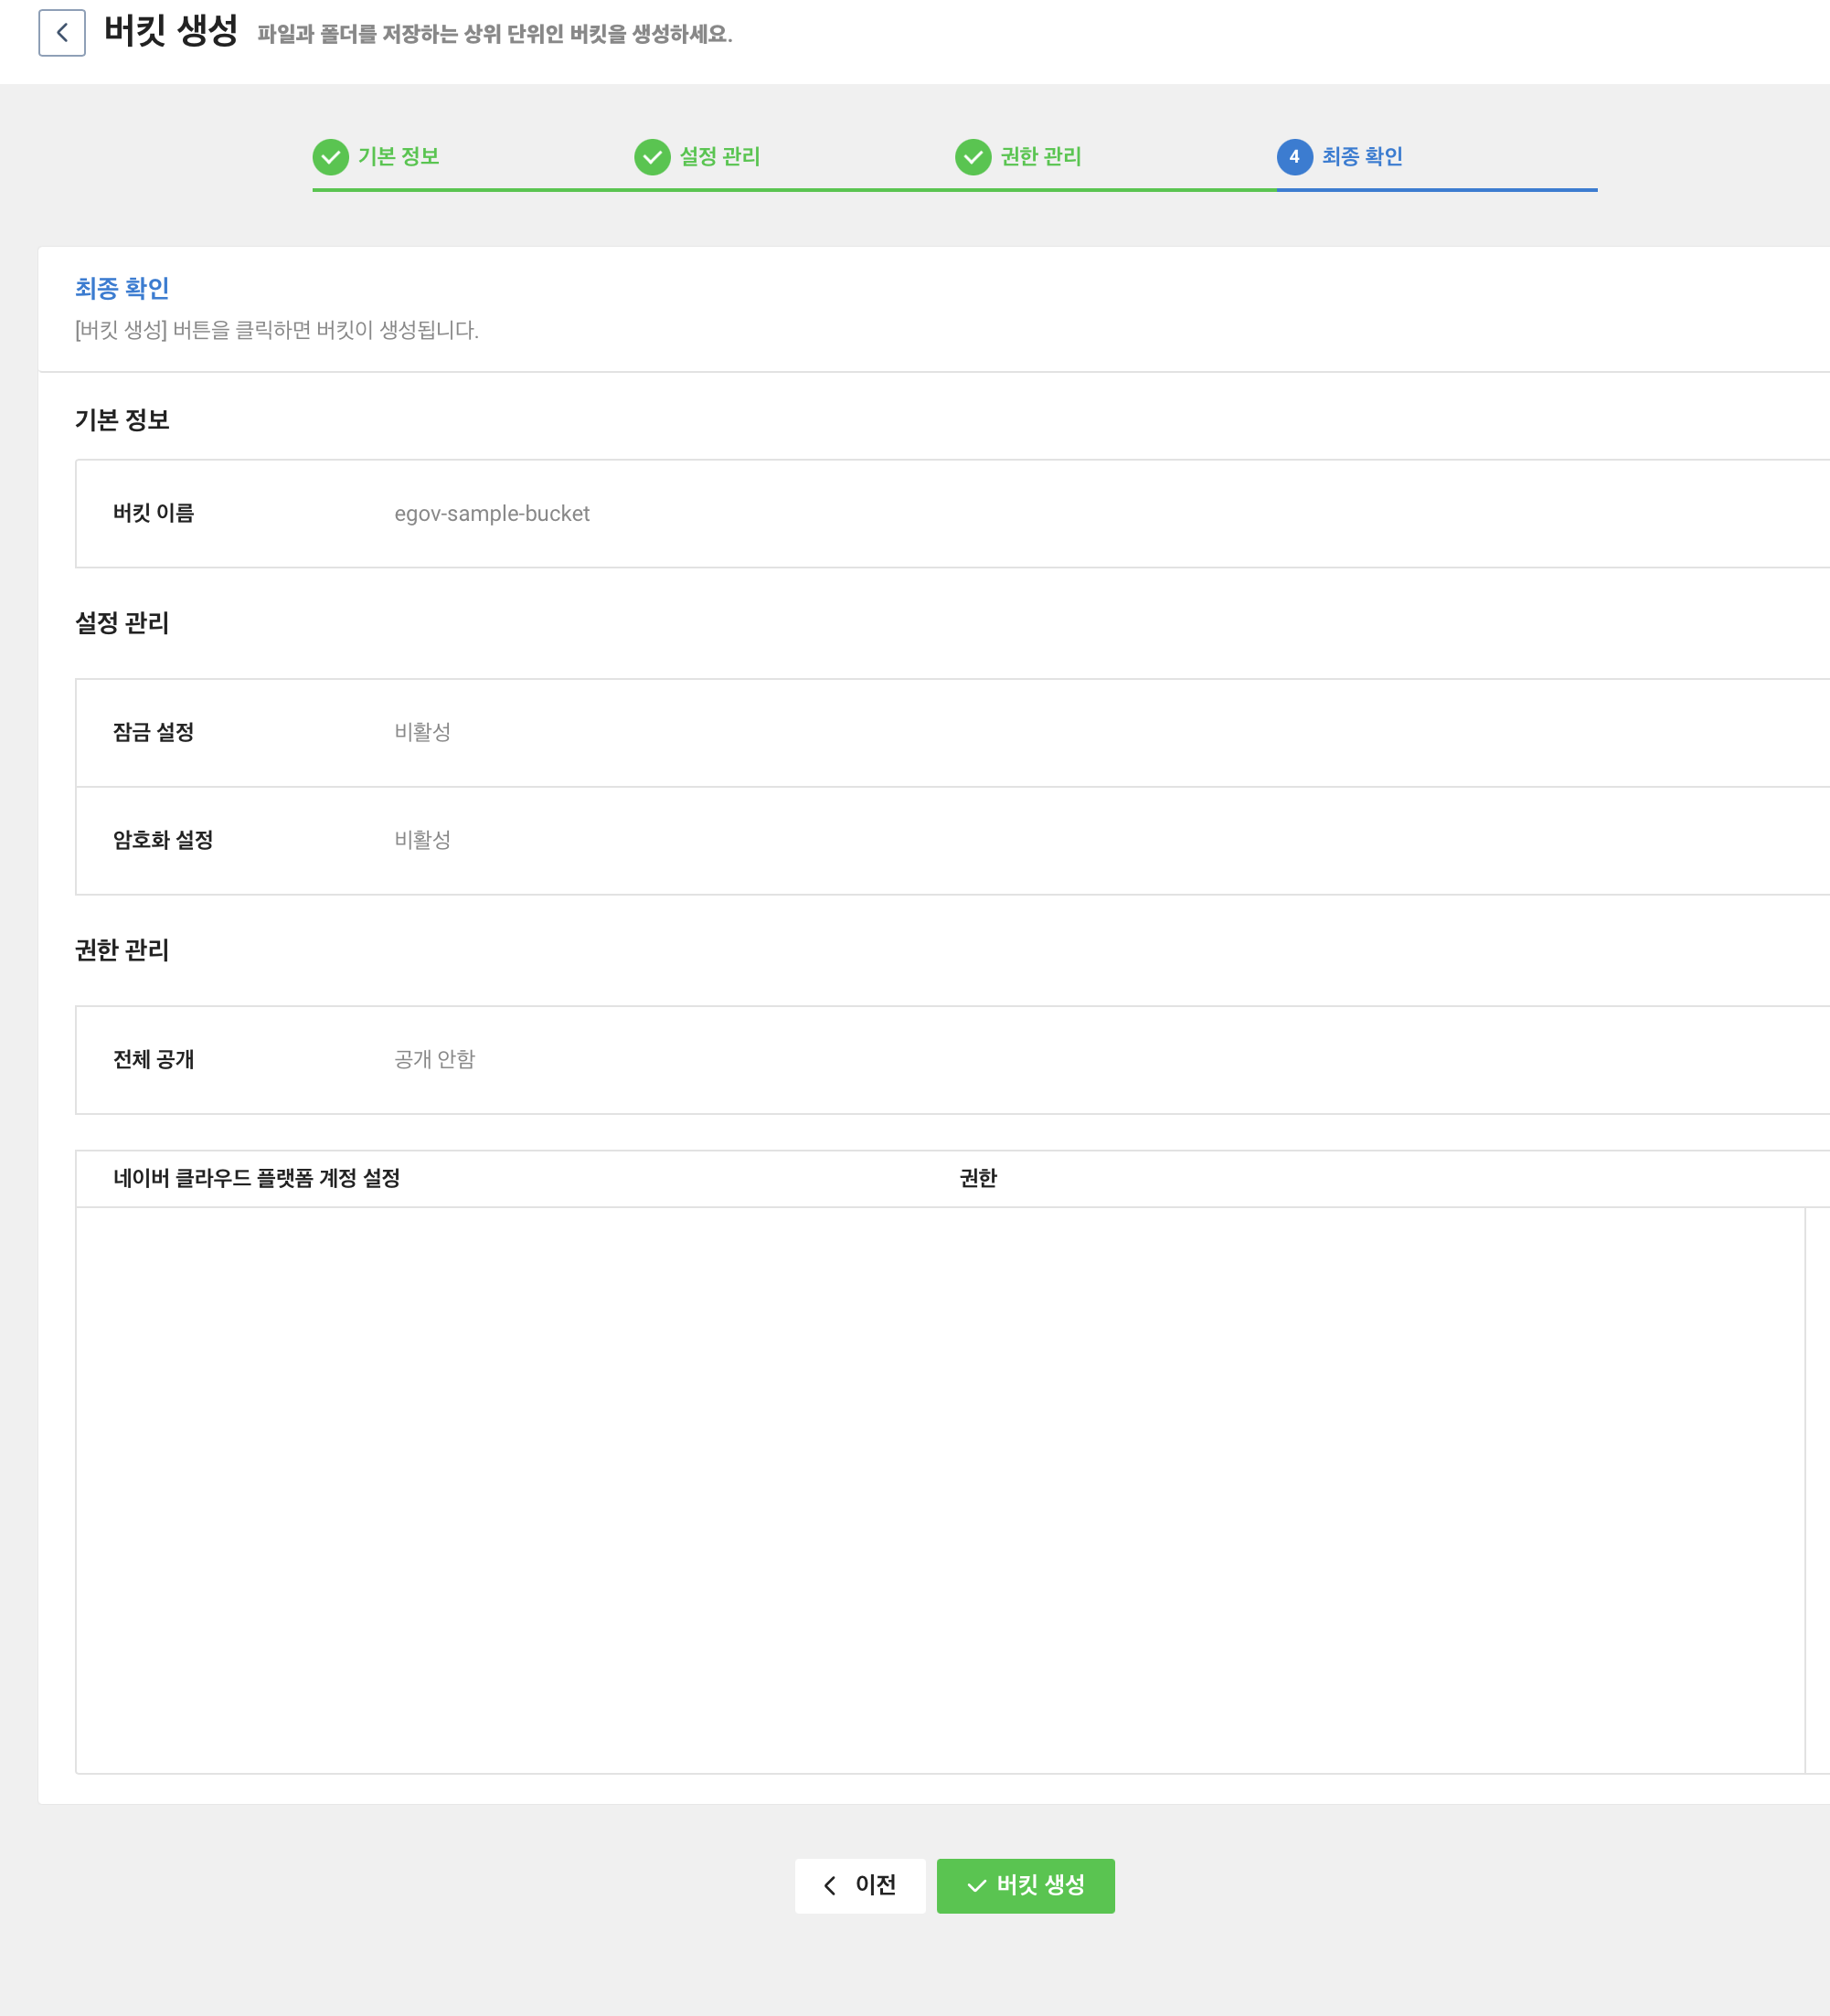 버킷 생성 파일과 폴더를 저장하는 상위 단위인 버킷을 생성하세요.
기본 정보 설정 관리 권한 관리 4 최종 확인
최종 확인
[버킷 생성] 버튼을 클릭하면 버킷이 생성됩니다.
기본 정보
버킷 이름 egov-sample-bucket
설정 관리
잠금 설정 비활성
암호화 설정 비활성
권한 관리
전체 공개 공개 안함
네이버 클라우드 플랫폼 계정 설정 권한
이전 버킷 생성